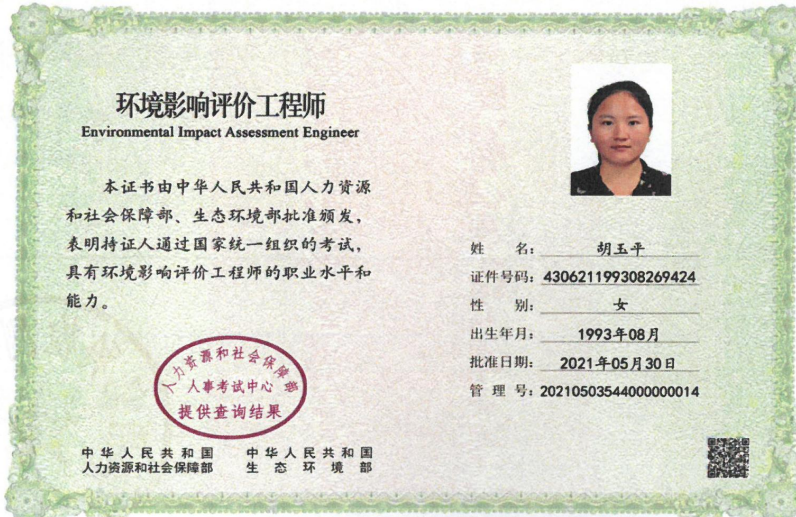 环境影响评价工程师
Environmental Impact Assessment Engineer
本证书由中华人民共和国人力资源
和社会保障部、生态环境部批准颁发，
表明持证人通过国家统一组织的考试，
具有环境影响评价工程师的职业水平和
能力。
人力资源和社会保障部
人事考试中心
提供查询结果
中华人民共和国
人力资源和社会保障部
中华人民共和国
生态环境部
姓名：胡玉平
证件号码：430621199308269424
性别：女
出生年月：1993年08月
批准日期：2021年05月30日
管理号：20210503544000000014